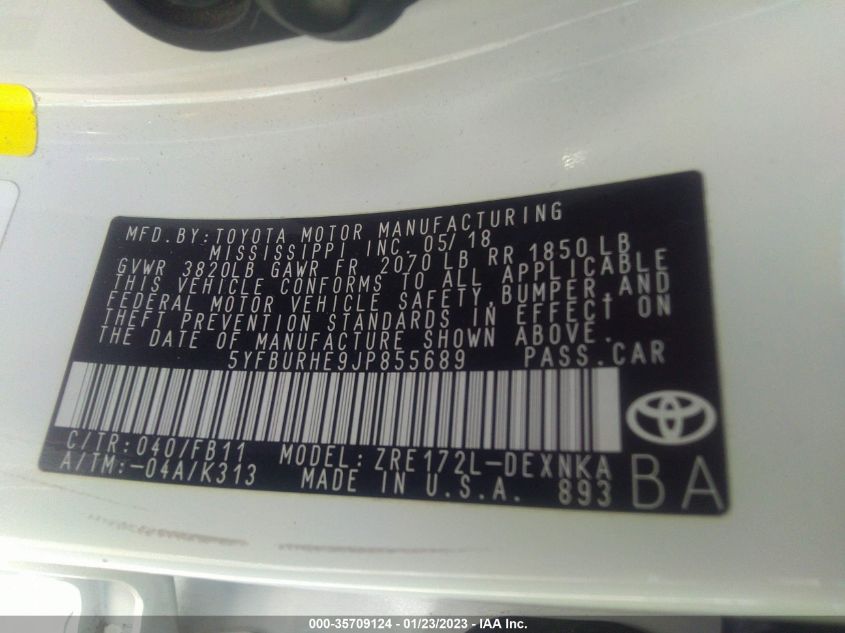 MFD. BY: TOYOTA MOTOR MANUFACTURING
MISSISSIPPI INC. 05/18
GVWR 3820LB GAWR FR 2070 LB RR 1850 LB
THIS VEHICLE CONFORMS TO ALL APPLICABLE
FEDERAL MOTOR VEHICLE SAFETY, BUMPER, AND
THEFT PREVENTION STANDARDS IN EFFECT ON
THE DATE OF MANUFACTURE SHOWN ABOVE.
5YFBURHE9JP855689 PASS.CAR
C/TR: 040/FB11 MODEL: ZRE172L-DEXNKA
A/TM: -04A/K313 MADE IN U.S.A. 893
BA
000-35709124 - 01/23/2023 - IAA Inc.